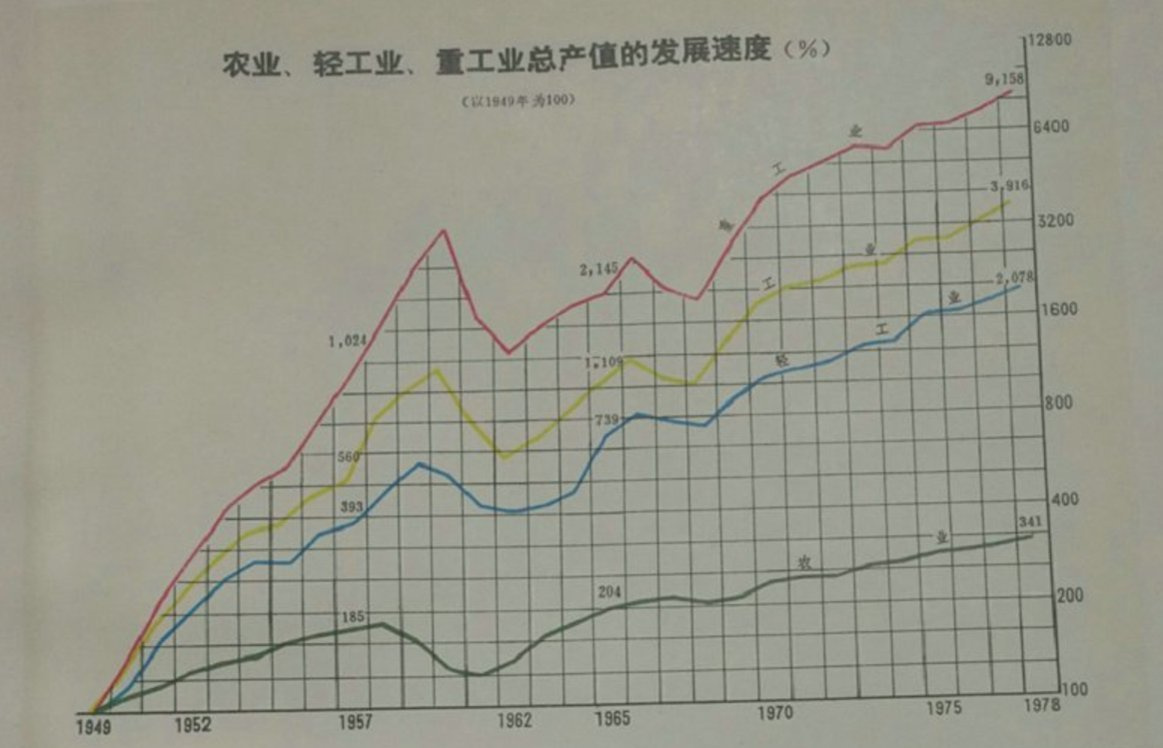 农业、轻工业、重工业总产值的发展速度(%)
(以1949年为100)
12800
9,158
6400
业
工
重
3,916
3200
业
工
2,145
2,078
1600
业
工
轻
1,024
1,109
800
739
560
400
393
341
业
农
204
200
185
100
1949
1952
1957
1962
1965
1970
1975
1978